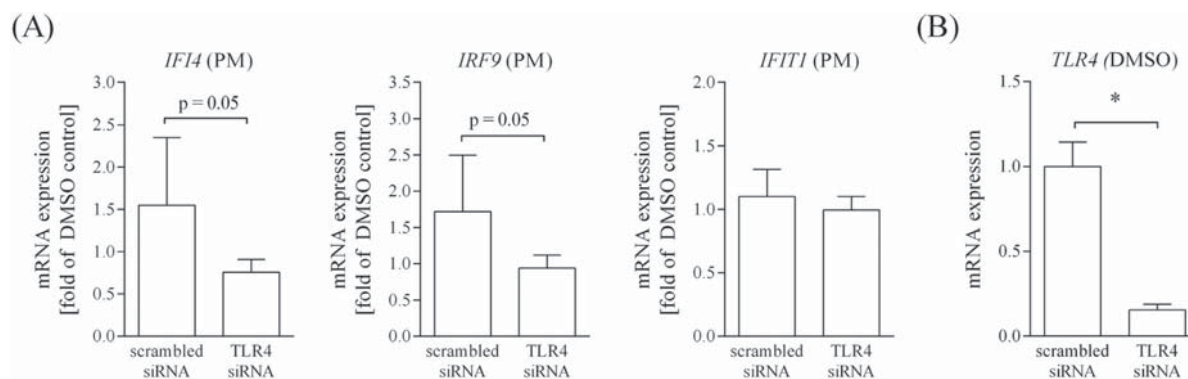 (A)
IFI4 (PM)
mRNA expression
[fold of DMSO control]
3.0
2.5
2.0
1.5
1.0
0.5
0.0
p = 0.05
scrambled
siRNA
TLR4
siRNA
IRF9 (PM)
mRNA expression
[fold of DMSO control]
3.5
3.0
2.5
2.0
1.5
1.0
0.5
0.0
p = 0.05
scrambled
siRNA
TLR4
siRNA
IFIT1 (PM)
mRNA expression
[fold of DMSO control]
2.0
1.5
1.0
0.5
0.0
scrambled
siRNA
TLR4
siRNA
(B)
TLR4 (DMSO)
mRNA expression
1.5
1.0
0.5
0.0
*
scrambled
siRNA
TLR4
siRNA